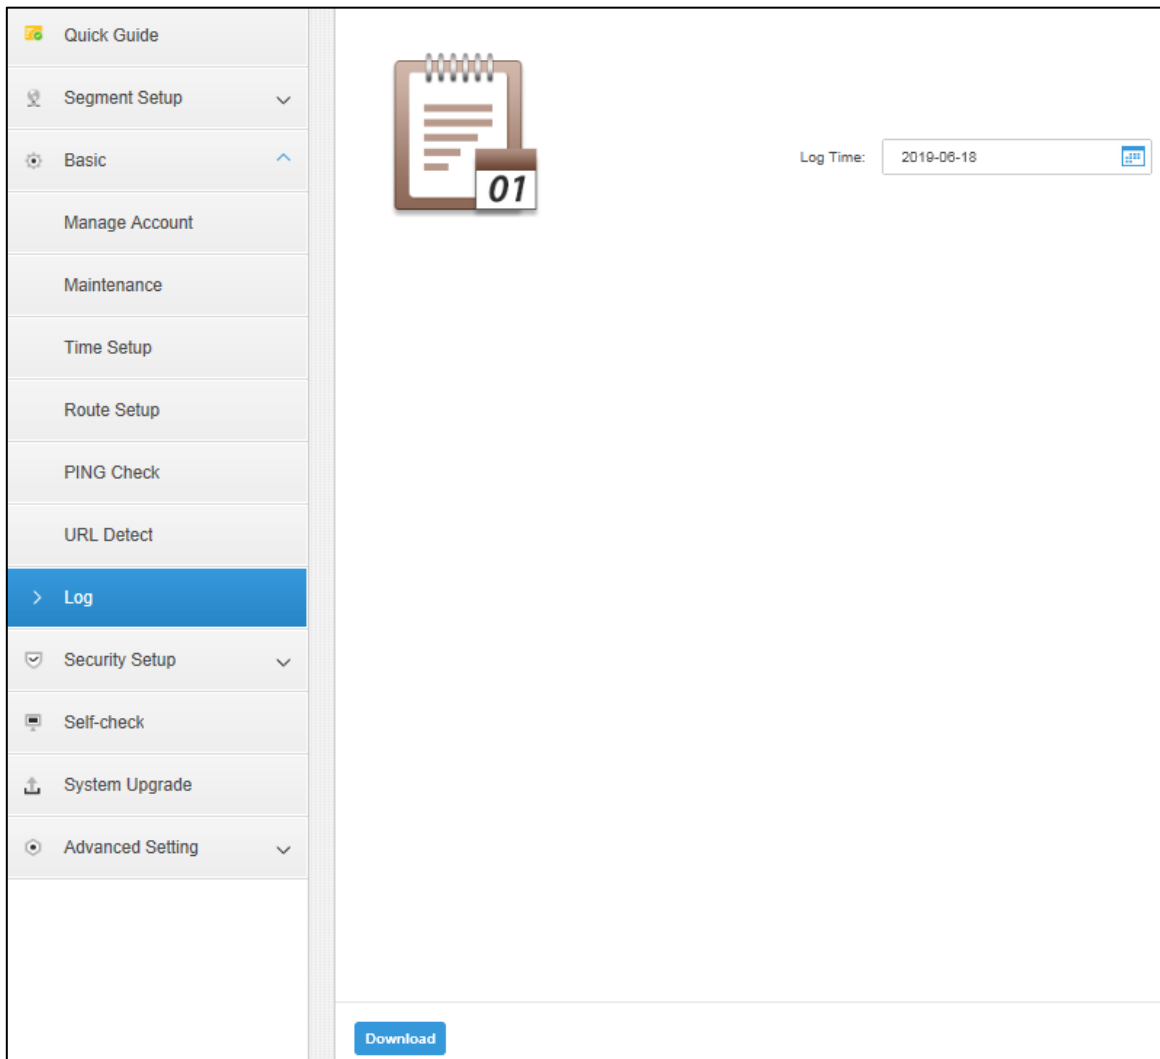 Quick Guide
Segment Setup
Basic
Manage Account
Maintenance
Time Setup
Route Setup
PING Check
URL Detect
Log
Security Setup
Self-check
System Upgrade
Advanced Setting
01
Log Time: 2019-06-18
Download